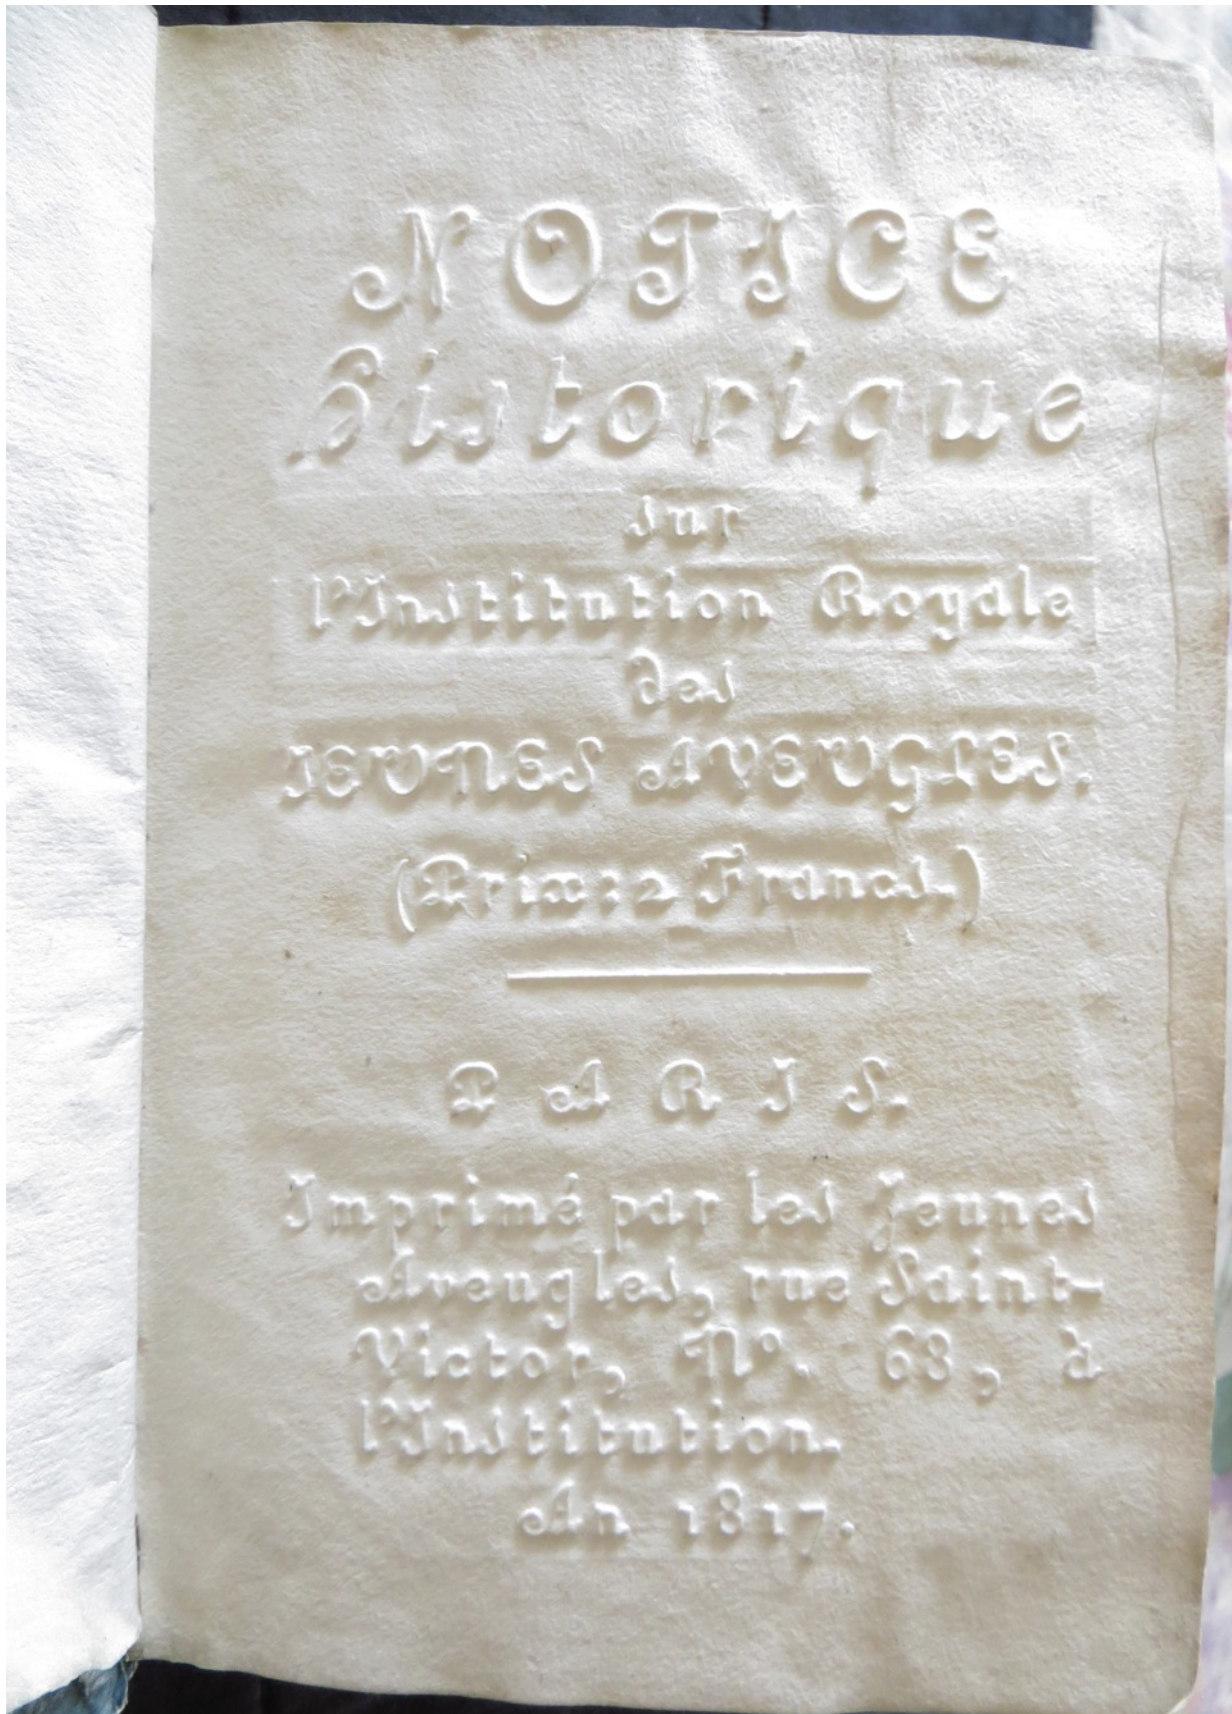 NOTICE
Historique
sur
l'Institution Royale
des
JEUNES AVEUGLES.
(Prix: 2 Francs.)
PARIS.
Imprimé par les Jeunes
Aveugles, rue Saint-
Victor, Nº. 68, à
l'Institution.
An 1817.